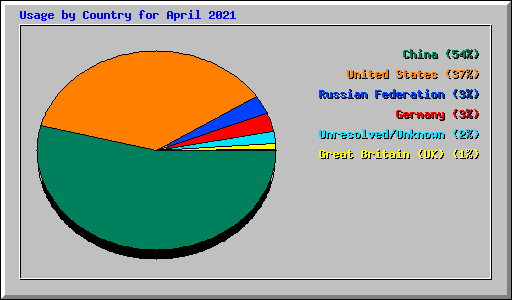 Usage by Country for April 2021
China (54%)
United States (37%)
Russian Federation (3%)
Germany (3%)
Unresolved/Unknown (2%)
Great Britain (UK) (1%)